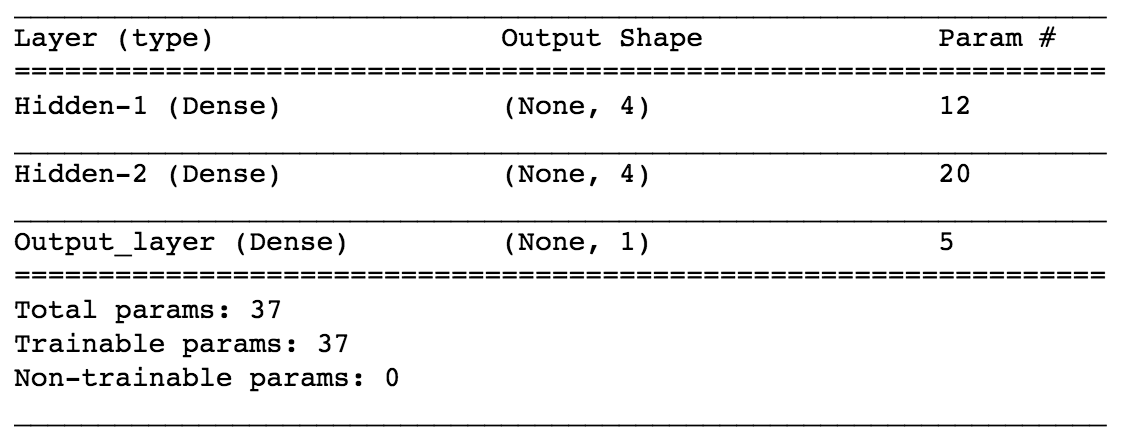 Layer (type) Output Shape Param #
=================================================================
Hidden-1 (Dense) (None, 4) 12
Hidden-2 (Dense) (None, 4) 20
Output_layer (Dense) (None, 1) 5
=================================================================
Total params: 37
Trainable params: 37
Non-trainable params: 0